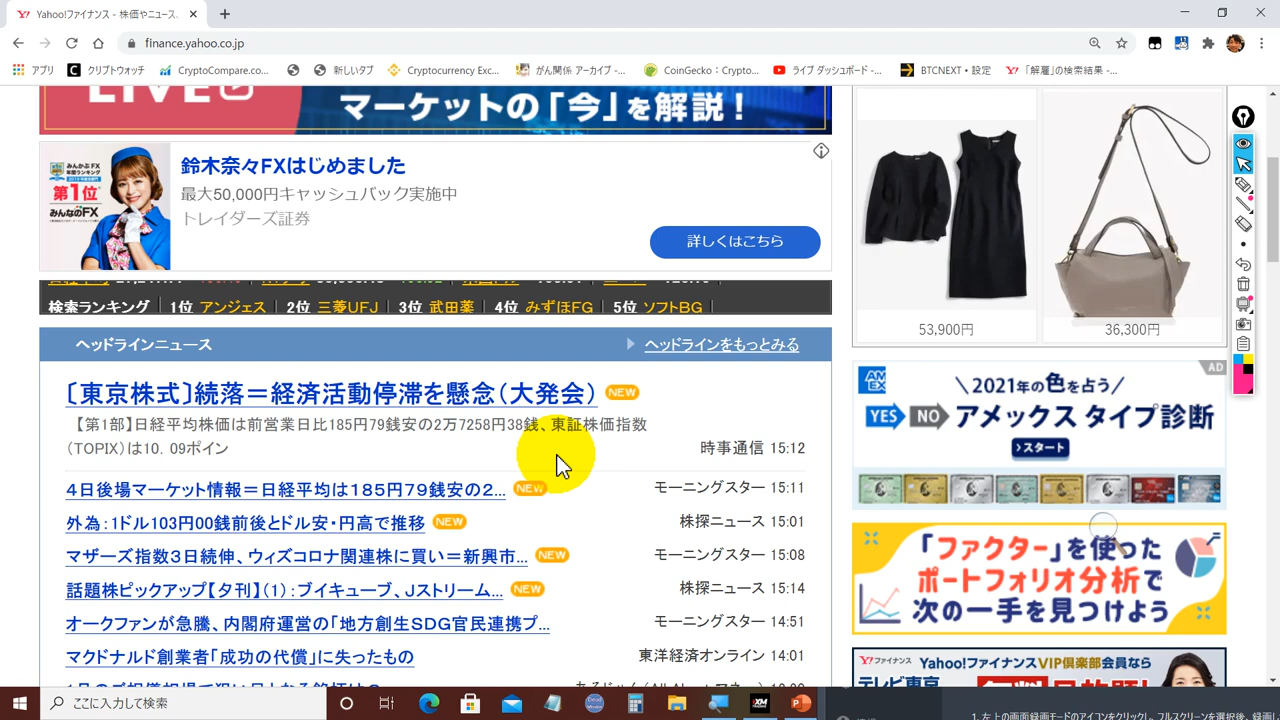 Yahoo!ファイナンス - 株価やニュース、
finance.yahoo.co.jp
アプリ
クリプトウォッチ
CryptoCompare.co...
新しいタブ
Cryptocurrency Exc...
がん関係 アーカイブ -...
CoinGecko：Crypto...
ライブ ダッシュボード -...
BTCNEXT・設定
「解雇」の検索結果 -...
LIVE
マーケットの「今」を解説！
みんかぶFX
第1位
みんなのFX
鈴木奈々FXはじめました
最大50,000円キャッシュバック実施中
トレイダーズ証券
詳しくはこちら
検索ランキング 1位 アンジェス 2位 三菱UFJ 3位 武田薬 4位 みずほFG 5位 ソフトBG
ヘッドラインニュース
ヘッドラインをもっとみる
〔東京株式〕続落＝経済活動停滞を懸念（大発会） NEW
【第1部】日経平均株価は前営業日比185円79銭安の2万7258円38銭、東証株価指数
（TOPIX）は10．09ポイン
時事通信 15:12
４日後場マーケット情報＝日経平均は１８５円７９銭安の２... NEW モーニングスター 15:11
外為：1ドル103円00銭前後とドル安・円高で推移 NEW 株探ニュース 15:01
マザーズ指数３日続伸、ウィズコロナ関連株に買い＝新興市... NEW モーニングスター 15:08
話題株ピックアップ【夕刊】（1）：ブイキューブ、Ｊストリーム... NEW 株探ニュース 15:14
オークファンが急騰、内閣府運営の「地方創生ＳＤＧ官民連携プ... モーニングスター 14:51
マクドナルド創業者「成功の代償」に失ったもの 東洋経済オンライン 14:01
53,900円
36,300円
AD
AMEX
2021年の色を占う
YES NO アメックス タイプ診断
スタート
「ファクター」を使った
ポートフォリオ分析で
次の一手を見つけよう
Y!ファイナンス Yahoo!ファイナンスVIP倶楽部会員なら
テレビ東京
ここに入力して検索
XM